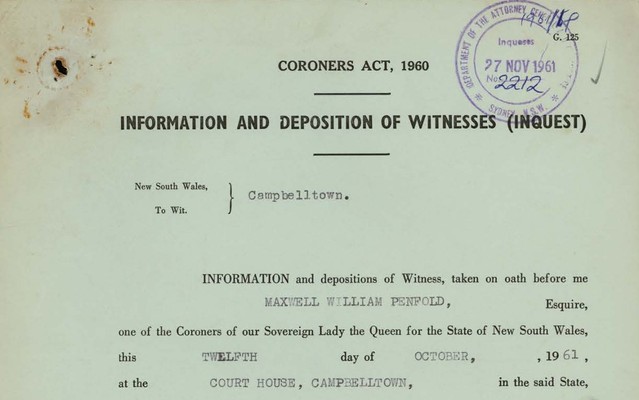 G. 125
DEPARTMENT OF THE ATTORNEY
Inquests
27 NOV 1961
No 2212
SYDNEY, N.S.W.
CORONERS ACT, 1960
INFORMATION AND DEPOSITION OF WITNESSES (INQUEST)
New South Wales,
To Wit.
} Campbelltown.
INFORMATION and depositions of Witness, taken on oath before me
MAXWELL WILLIAM PENFOLD, Esquire,
one of the Coroners of our Sovereign Lady the Queen for the State of New South Wales,
this TWELFTH day of OCTOBER, , 1961 ,
at the COURT HOUSE, CAMPBELLTOWN, in the said State,